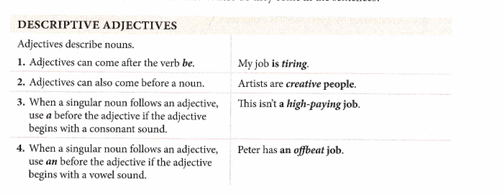 DESCRIPTIVE ADJECTIVES
Adjectives describe nouns.
1. Adjectives can come after the verb be.
My job is tiring.
2. Adjectives can also come before a noun.
Artists are creative people.
3. When a singular noun follows an adjective,
use a before the adjective if the adjective
begins with a consonant sound.
This isn't a high-paying job.
4. When a singular noun follows an adjective,
use an before the adjective if the adjective
begins with a vowel sound.
Peter has an offbeat job.